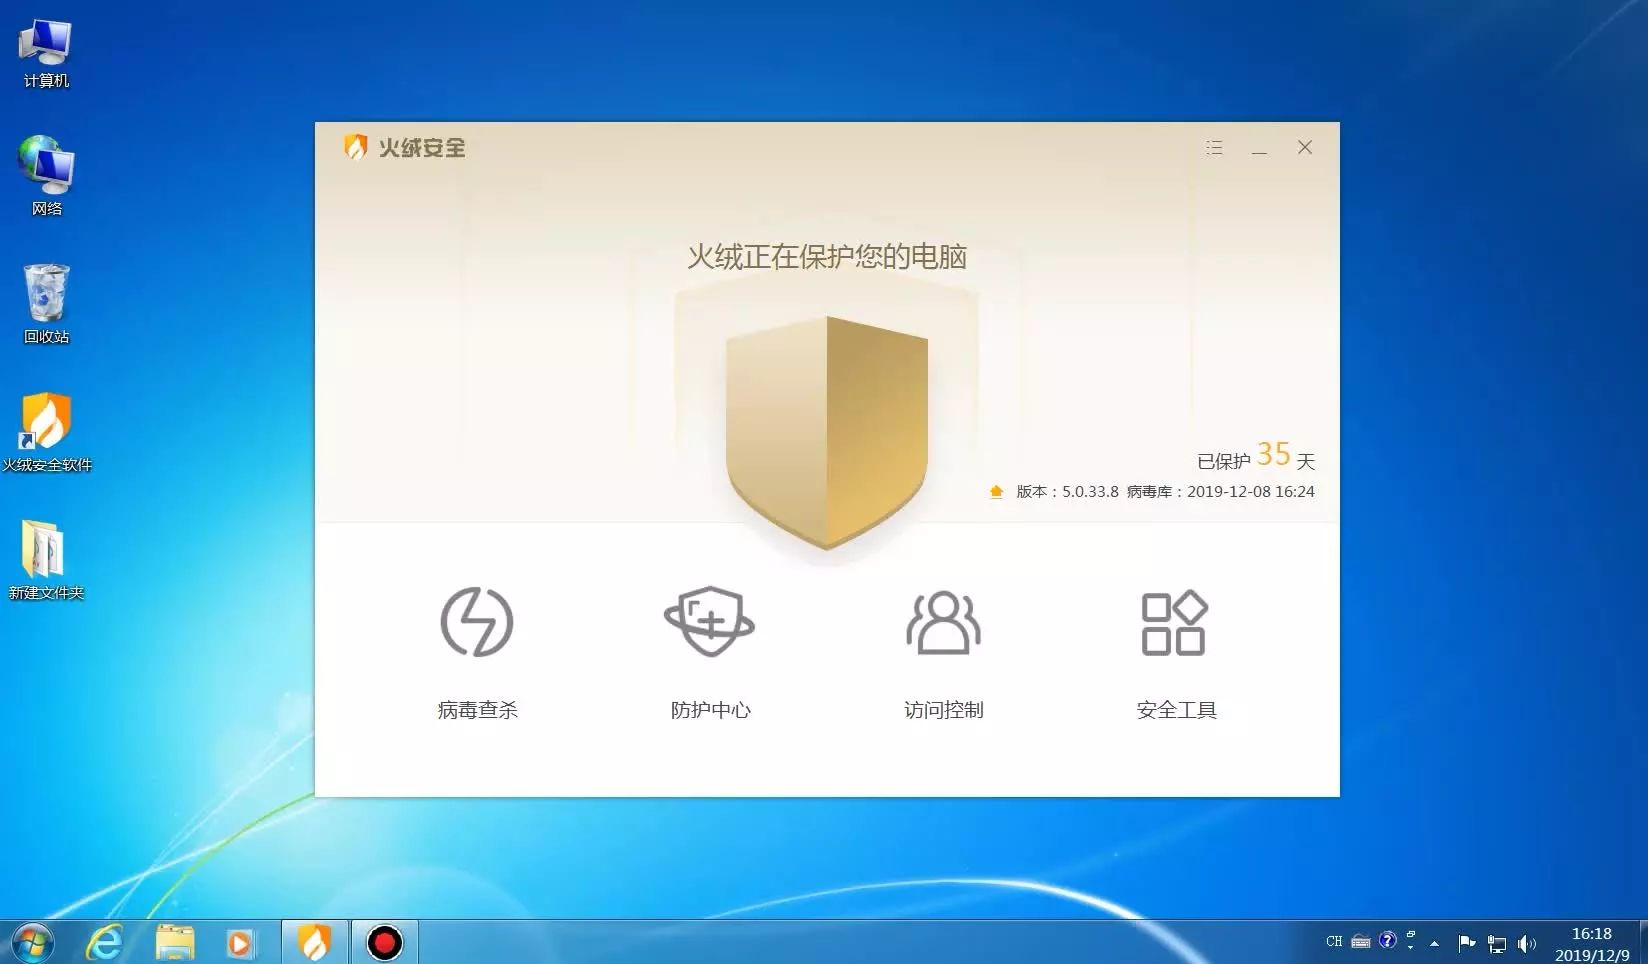 计算机
网络
回收站
火绒安全软件
新建文件夹
火绒安全
火绒正在保护您的电脑
已保护 35 天
版本：5.0.33.8 病毒库：2019-12-08 16:24
病毒查杀
防护中心
访问控制
安全工具
CH
16:18
2019/12/9